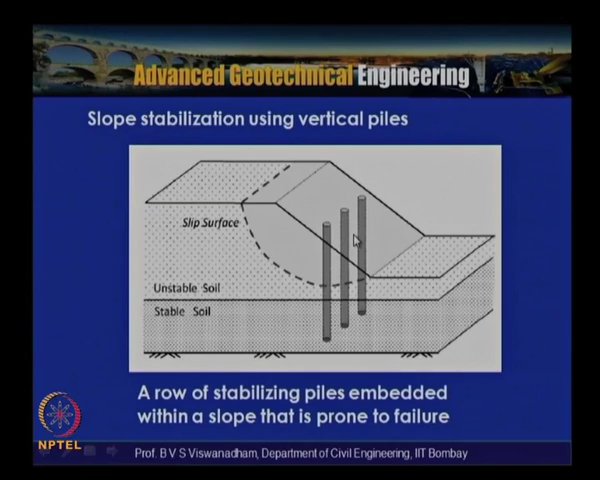 Advanced Geotechnical Engineering
Slope stabilization using vertical piles
Slip Surface
Unstable Soil
Stable Soil
A row of stabilizing piles embedded
within a slope that is prone to failure
NPTEL
Prof. B V S Viswanadham, Department of Civil Engineering, IIT Bombay